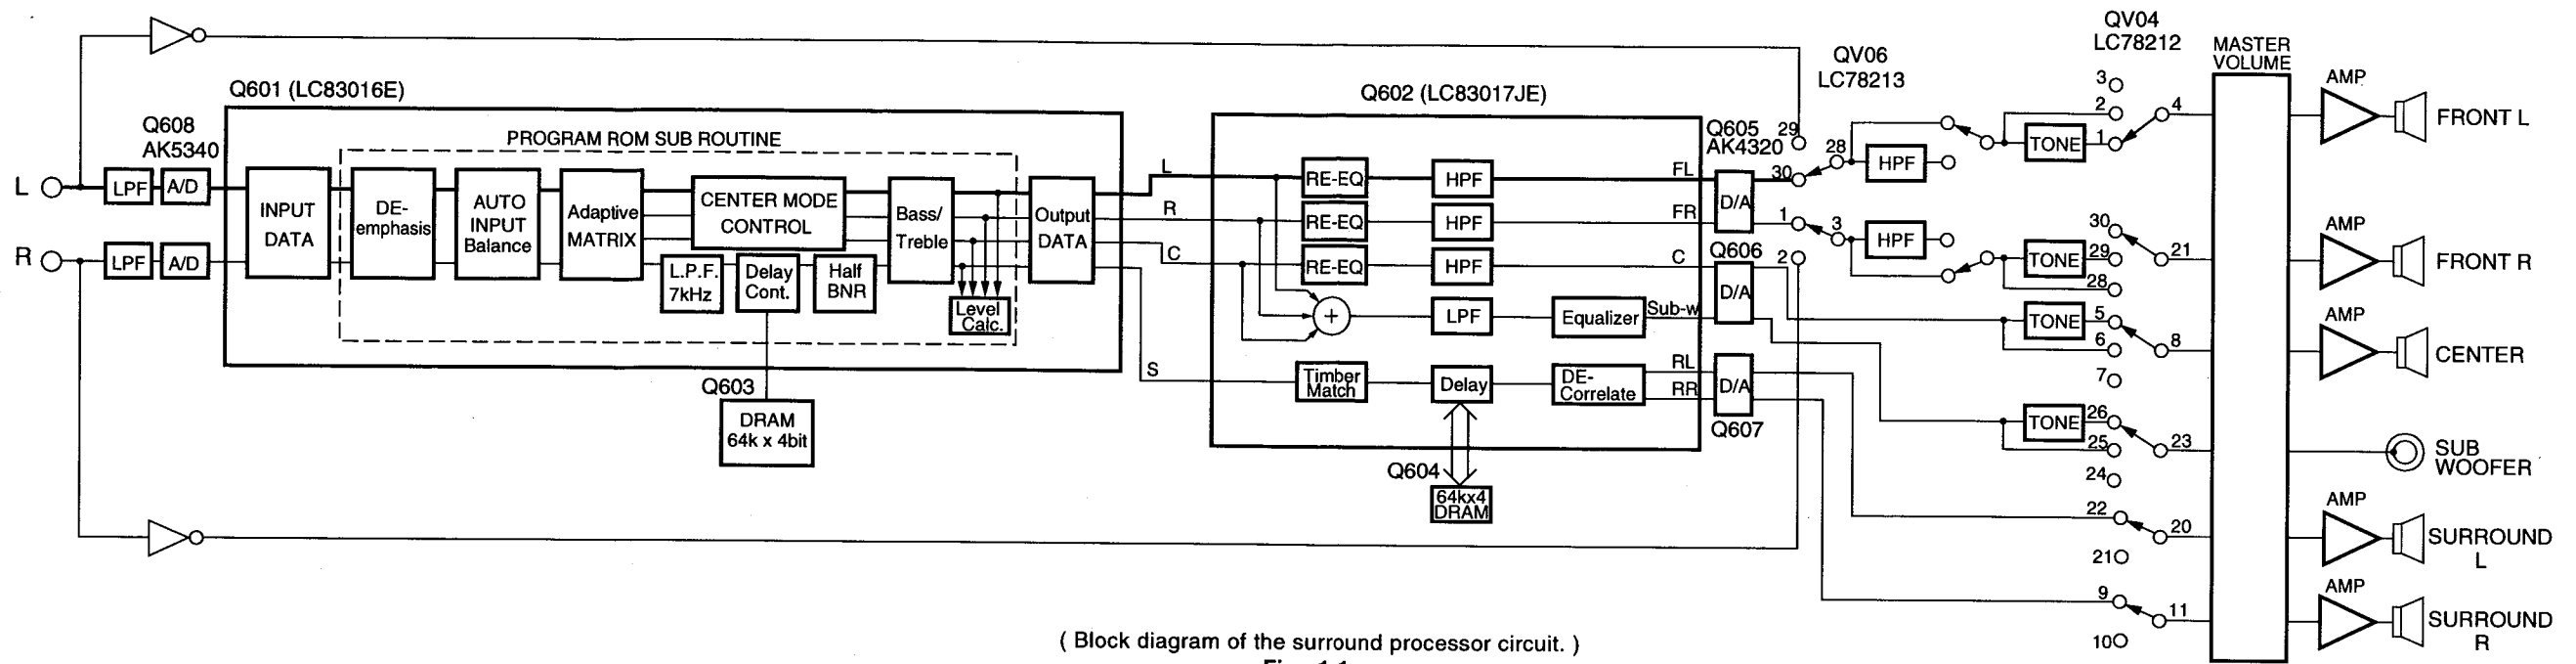 QV04
LC78212
MASTER
VOLUME
QV06
LC78213
Q601 (LC83016E)
Q602 (LC83017JE)
3
2
4
1
AMP
FRONT L
Q608
AK5340
PROGRAM ROM SUB ROUTINE
Q605
AK4320
29
28
30
HPF
TONE
L
LPF
A/D
INPUT
DATA
DE-
emphasis
AUTO
INPUT
Balance
Adaptive
MATRIX
CENTER MODE
CONTROL
Bass/
Treble
Output
DATA
L
RE-EQ
HPF
FL
D/A
R
RE-EQ
HPF
FR
1
3
HPF
30
29
28
21
TONE
AMP
FRONT R
R
LPF
A/D
L.P.F.
7kHz
Delay
Cont.
Half
BNR
Level
Calc.
C
RE-EQ
HPF
C
Q606
D/A
2
+
LPF
Equalizer
Sub-w
TONE
5
6
7
8
AMP
CENTER
S
Timber
Match
Delay
DE-
Correlate
RL
RR
D/A
Q607
Q603
DRAM
64k x 4bit
Q604
64kx4
DRAM
TONE
26
25
24
23
SUB
WOOFER
22
20
21
AMP
SURROUND
L
9
11
10
AMP
SURROUND
R
( Block diagram of the surround processor circuit. )